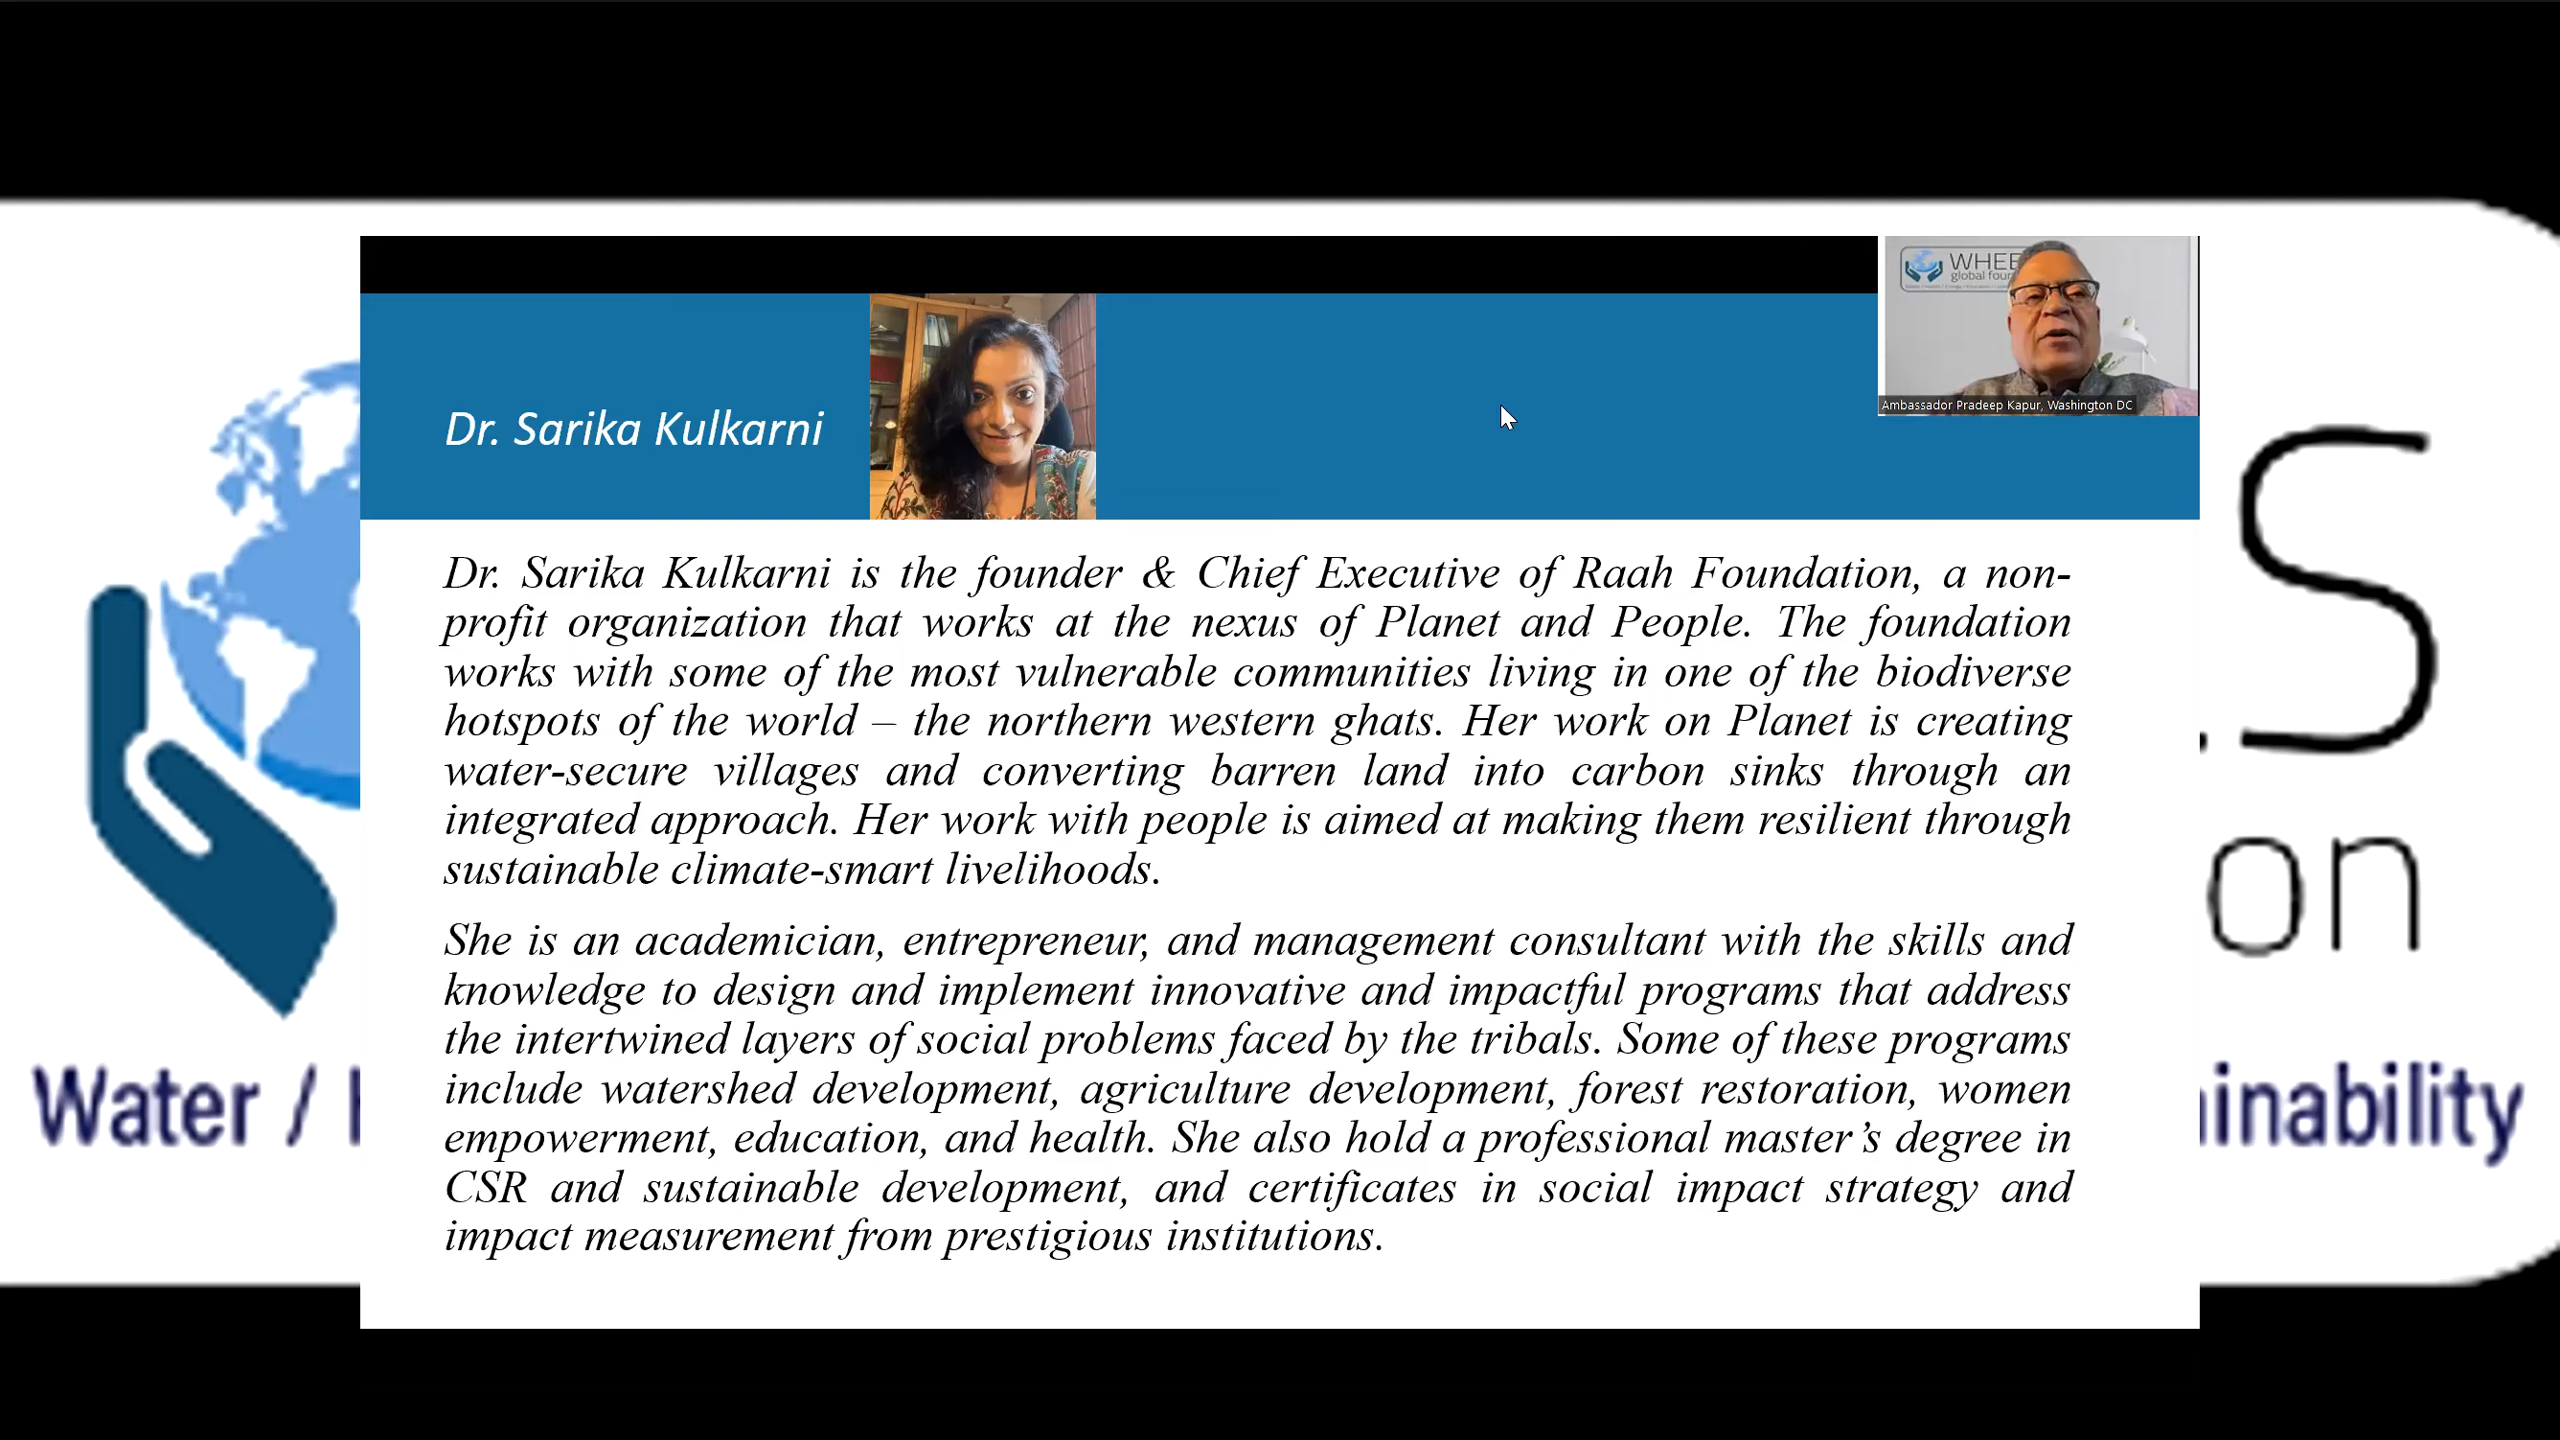 WHEE
global foun
Ambassador Pradeep Kapur, Washington DC
Dr. Sarika Kulkarni
Dr. Sarika Kulkarni is the founder & Chief Executive of Raah Foundation, a non-
profit organization that works at the nexus of Planet and People. The foundation
works with some of the most vulnerable communities living in one of the biodiverse
hotspots of the world – the northern western ghats. Her work on Planet is creating
water-secure villages and converting barren land into carbon sinks through an
integrated approach. Her work with people is aimed at making them resilient through
sustainable climate-smart livelihoods.
She is an academician, entrepreneur, and management consultant with the skills and
knowledge to design and implement innovative and impactful programs that address
the intertwined layers of social problems faced by the tribals. Some of these programs
include watershed development, agriculture development, forest restoration, women
empowerment, education, and health. She also hold a professional master’s degree in
CSR and sustainable development, and certificates in social impact strategy and
impact measurement from prestigious institutions.
S
on
Water /
inability